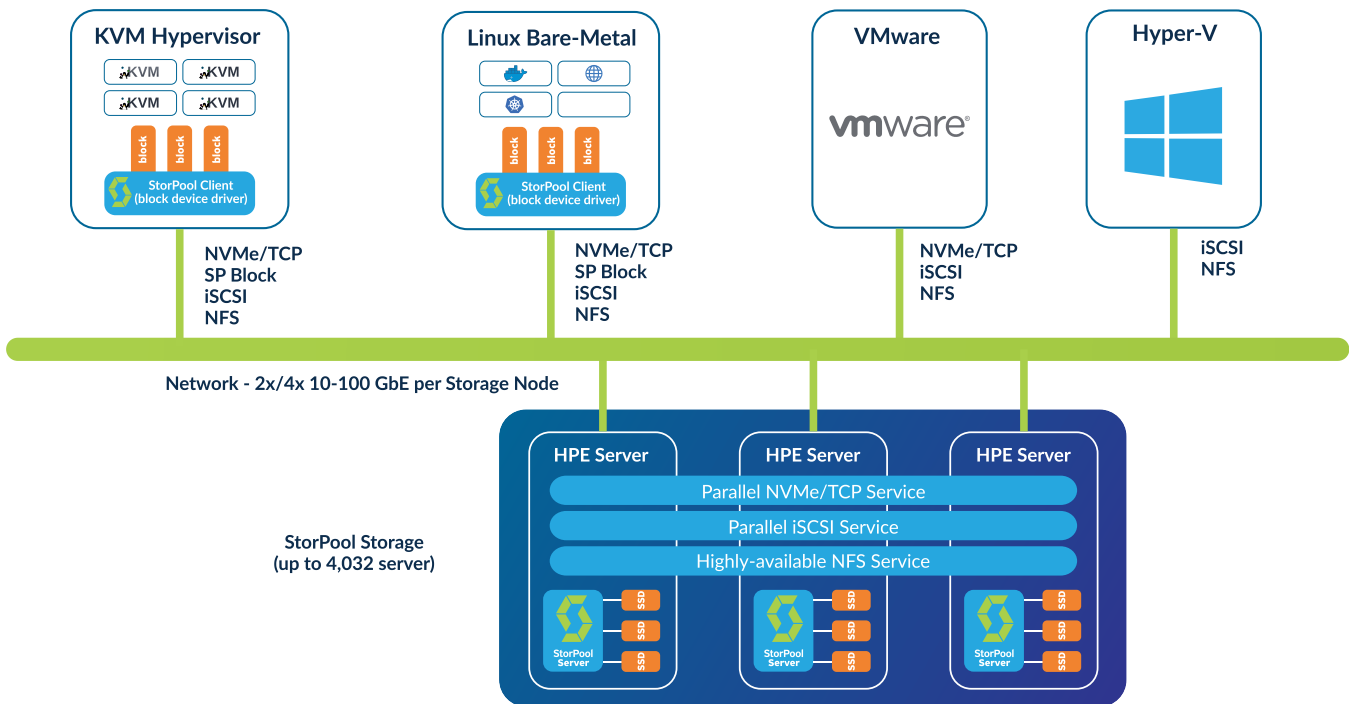 KVM Hypervisor
KVM
KVM
KVM
KVM
block
block
block
StorPool Client
(block device driver)
Linux Bare-Metal
block
block
block
StorPool Client
(block device driver)
VMware
vmware®
Hyper-V
NVMe/TCP
SP Block
iSCSI
NFS
NVMe/TCP
SP Block
iSCSI
NFS
NVMe/TCP
iSCSI
NFS
iSCSI
NFS
Network - 2x/4x 10-100 GbE per Storage Node
HPE Server
HPE Server
HPE Server
Parallel NVMe/TCP Service
Parallel iSCSI Service
Highly-available NFS Service
StorPool Storage
(up to 4,032 server)
StorPool
Server
SSD
SSD
SSD
StorPool
Server
SSD
SSD
SSD
StorPool
Server
SSD
SSD
SSD